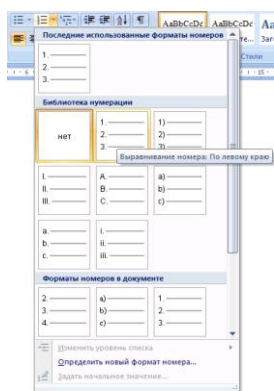 AaBbCcDc AaBbCcDc
Последние использованные форматы номеров
1.
2.
3.
Стили
Библиотека нумерации
нет
1.
2.
3.
1)
2)
3)
Выравнивание номера: По левому краю
I.
II.
III.
A.
B.
C.
a)
b)
c)
a.
b.
c.
i.
ii.
iii.
Форматы номеров в документе
2.
3.
4.
a)
b)
c)
1.
2.
3.
Изменить уровень списка
Определить новый формат номера...
Задать начальное значение...